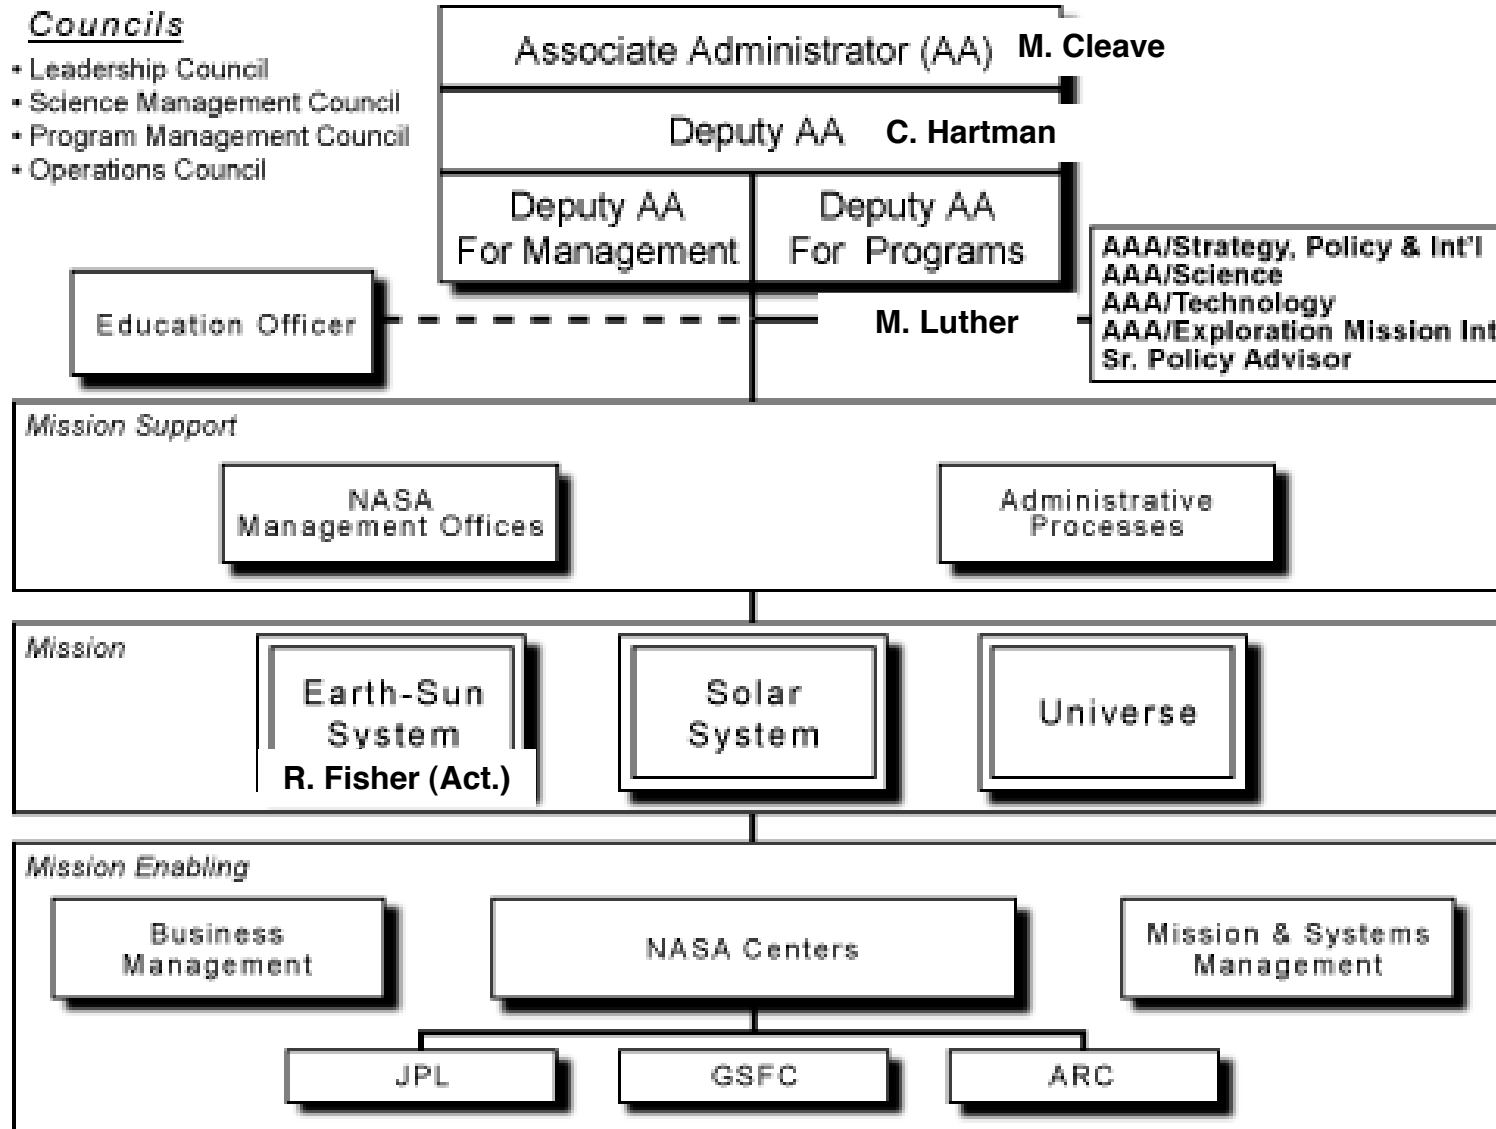 Councils
• Leadership Council
• Science Management Council
• Program Management Council
• Operations Council
Associate Administrator (AA) M. Cleave
Deputy AA C. Hartman
Deputy AA
For Management
Deputy AA
For Programs
Education Officer
M. Luther
AAA/Strategy, Policy & Int'l
AAA/Science
AAA/Technology
AAA/Exploration Mission Int
Sr. Policy Advisor
Mission Support
NASA
Management Offices
Administrative
Processes
Mission
Earth-Sun
System
R. Fisher (Act.)
Solar
System
Universe
Mission Enabling
Business
Management
NASA Centers
Mission & Systems
Management
JPL
GSFC
ARC